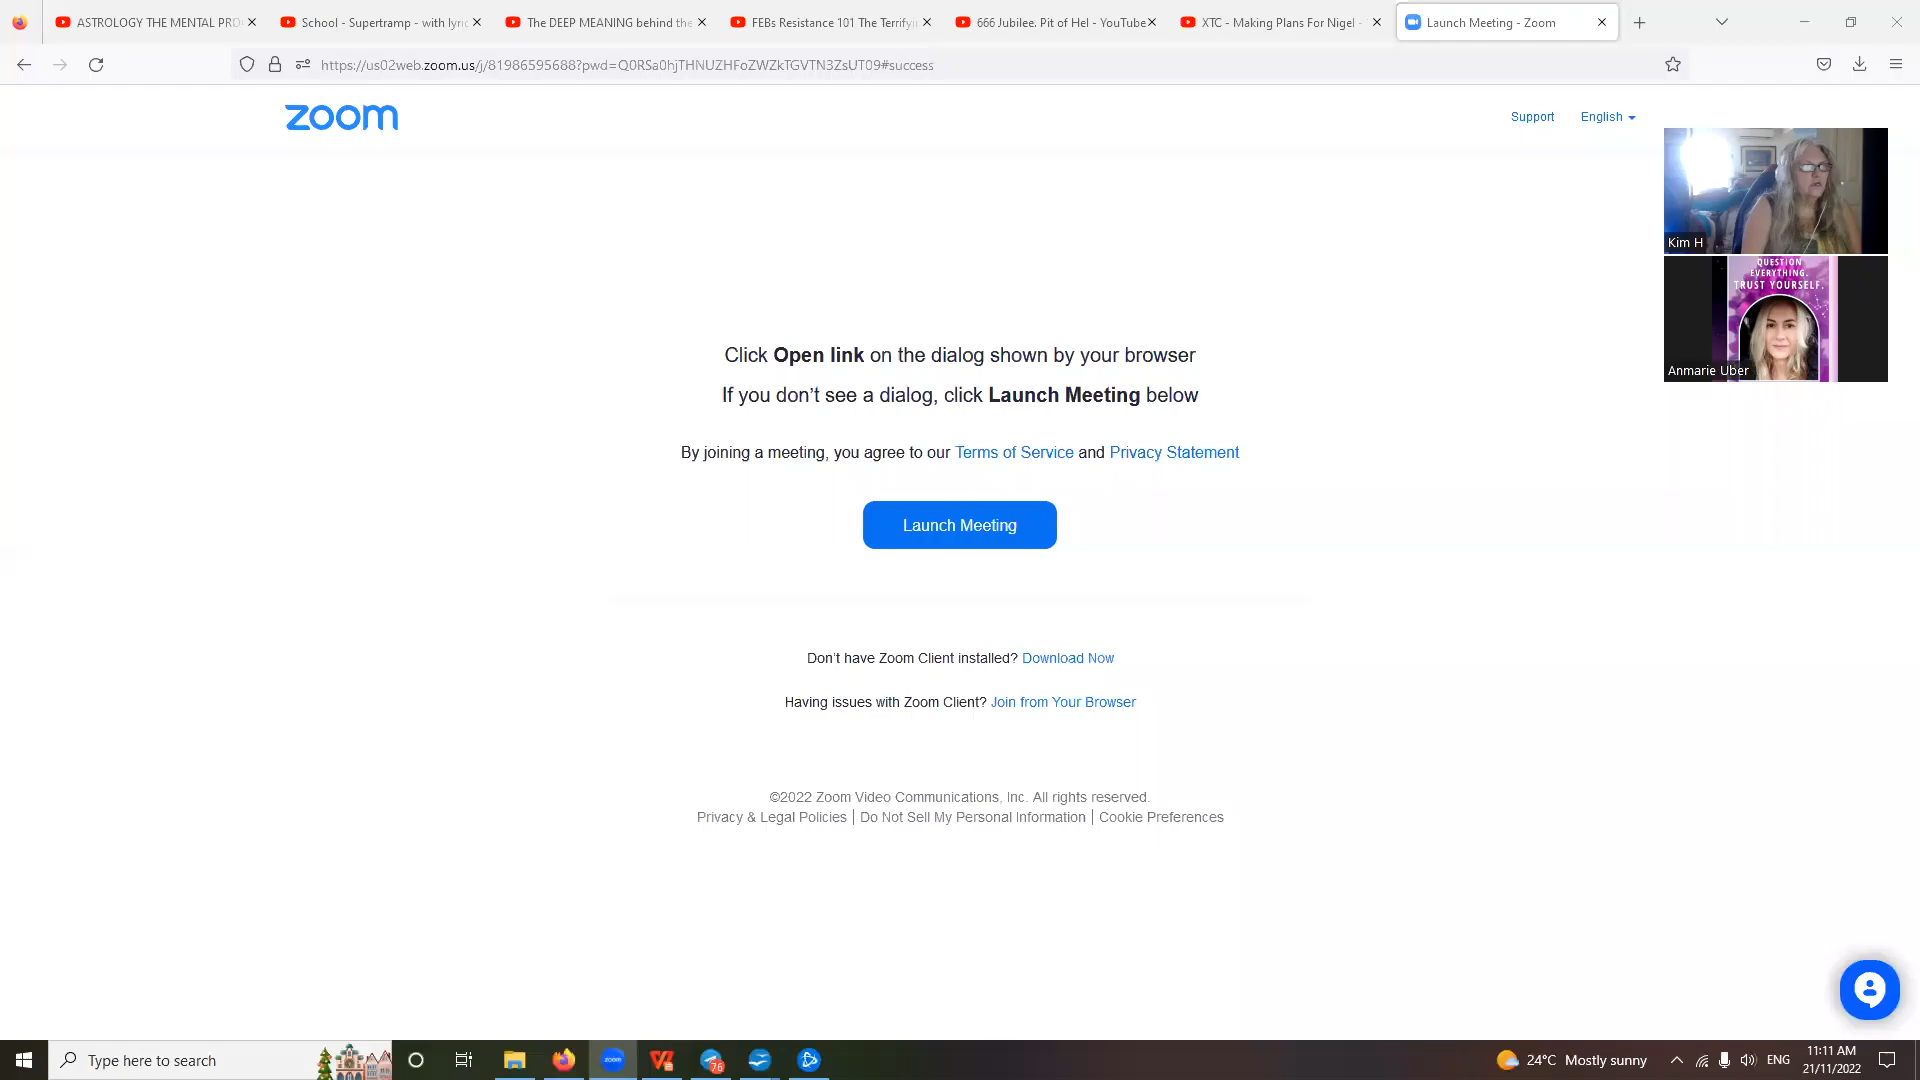 ASTROLOGY THE MENTAL PRO
School - Supertramp - with lyric
The DEEP MEANING behind the
FEBs Resistance 101 The Terrifyi
666 Jubilee. Pit of Hel - YouTube
XTC - Making Plans For Nigel -
Launch Meeting - Zoom
https://us02web.zoom.us/j/81986595688?pwd=Q0RSa0hjTHNUZHFoZWZkTGVTN3ZsUT09#success
zoom
Support
English
Kim H
QUESTION
EVERYTHING.
TRUST YOURSELF.
Anmarie Uber
Click Open link on the dialog shown by your browser
If you don’t see a dialog, click Launch Meeting below
By joining a meeting, you agree to our Terms of Service and Privacy Statement
Launch Meeting
Don’t have Zoom Client installed? Download Now
Having issues with Zoom Client? Join from Your Browser
©2022 Zoom Video Communications, Inc. All rights reserved.
Privacy & Legal Policies | Do Not Sell My Personal Information | Cookie Preferences
Type here to search
zoom
76
24°C Mostly sunny
ENG
11:11 AM
21/11/2022